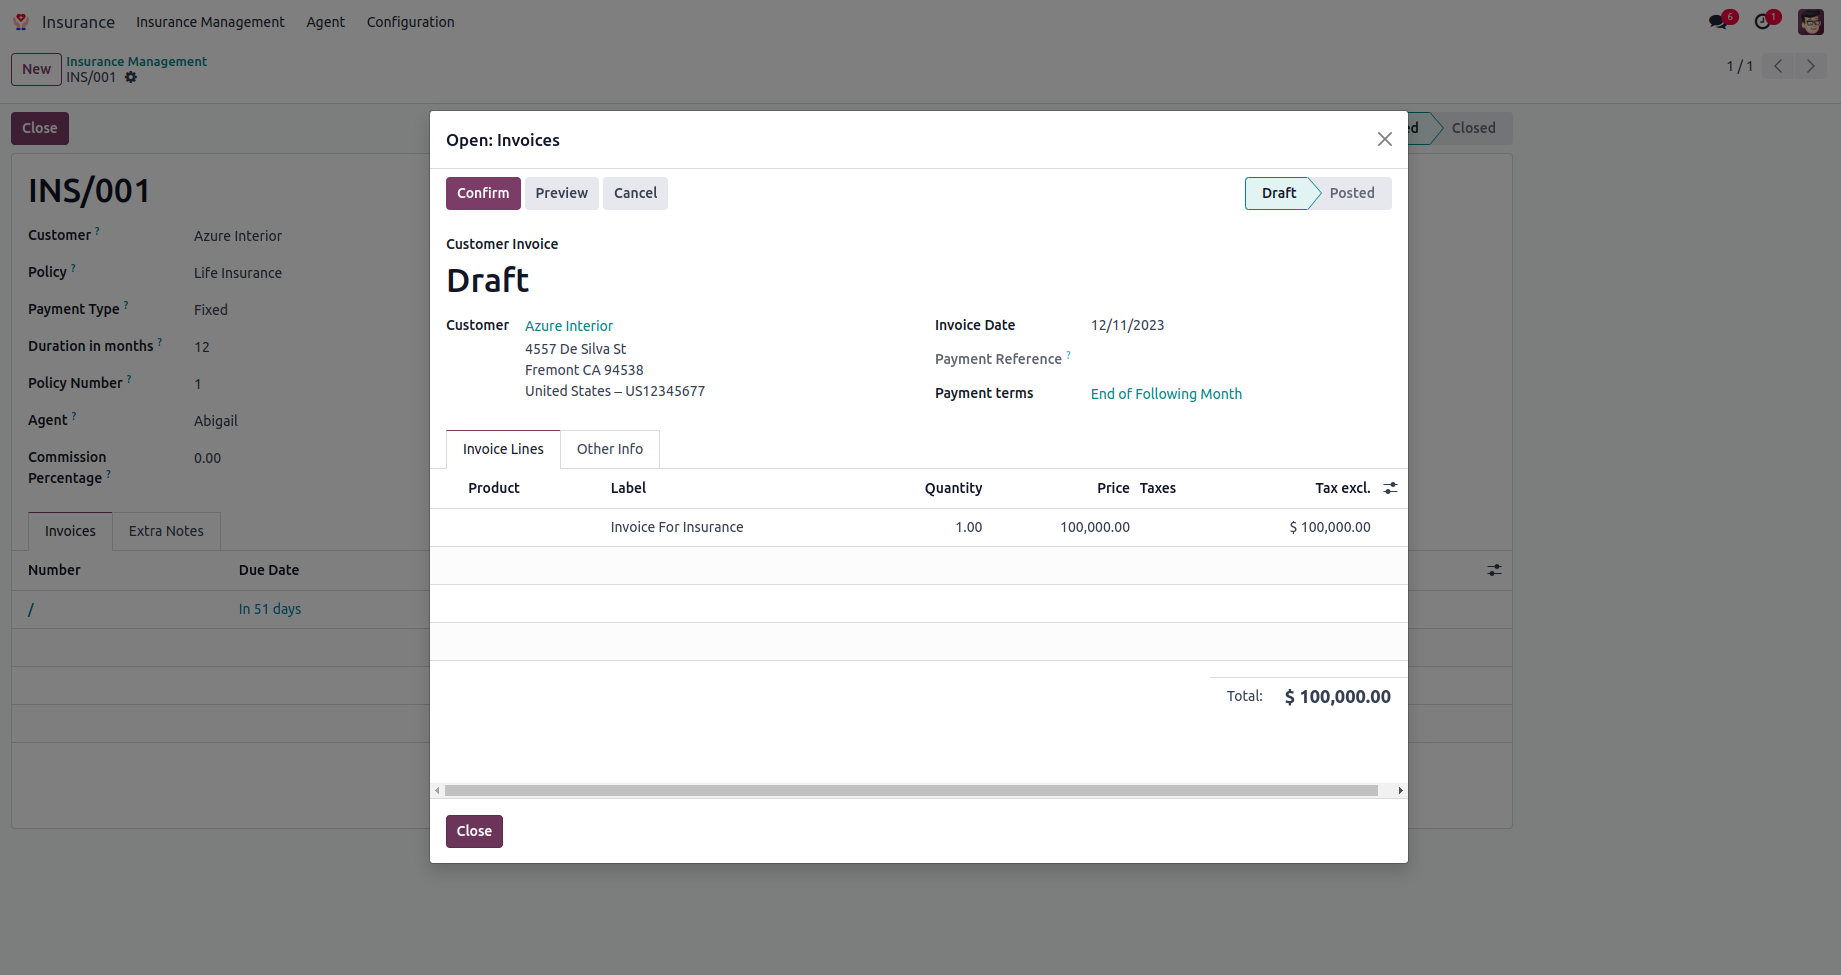 Insurance Insurance Management Agent Configuration 6 1
New Insurance Management
INS/001
1 / 1
Close
ed Closed
INS/001
Customer ? Azure Interior
Policy ? Life Insurance
Payment Type ? Fixed
Duration in months ? 12
Policy Number ? 1
Agent ? Abigail
Commission
Percentage ? 0.00
Invoices Extra Notes
Number Due Date
/ In 51 days
Open: Invoices
Confirm Preview Cancel Draft Posted
Customer Invoice
Draft
Customer Azure Interior
4557 De Silva St
Fremont CA 94538
United States – US12345677
Invoice Date 12/11/2023
Payment Reference ?
Payment terms End of Following Month
Invoice Lines Other Info
Product Label Quantity Price Taxes Tax excl.
Invoice For Insurance 1.00 100,000.00 $ 100,000.00
Total: $ 100,000.00
Close